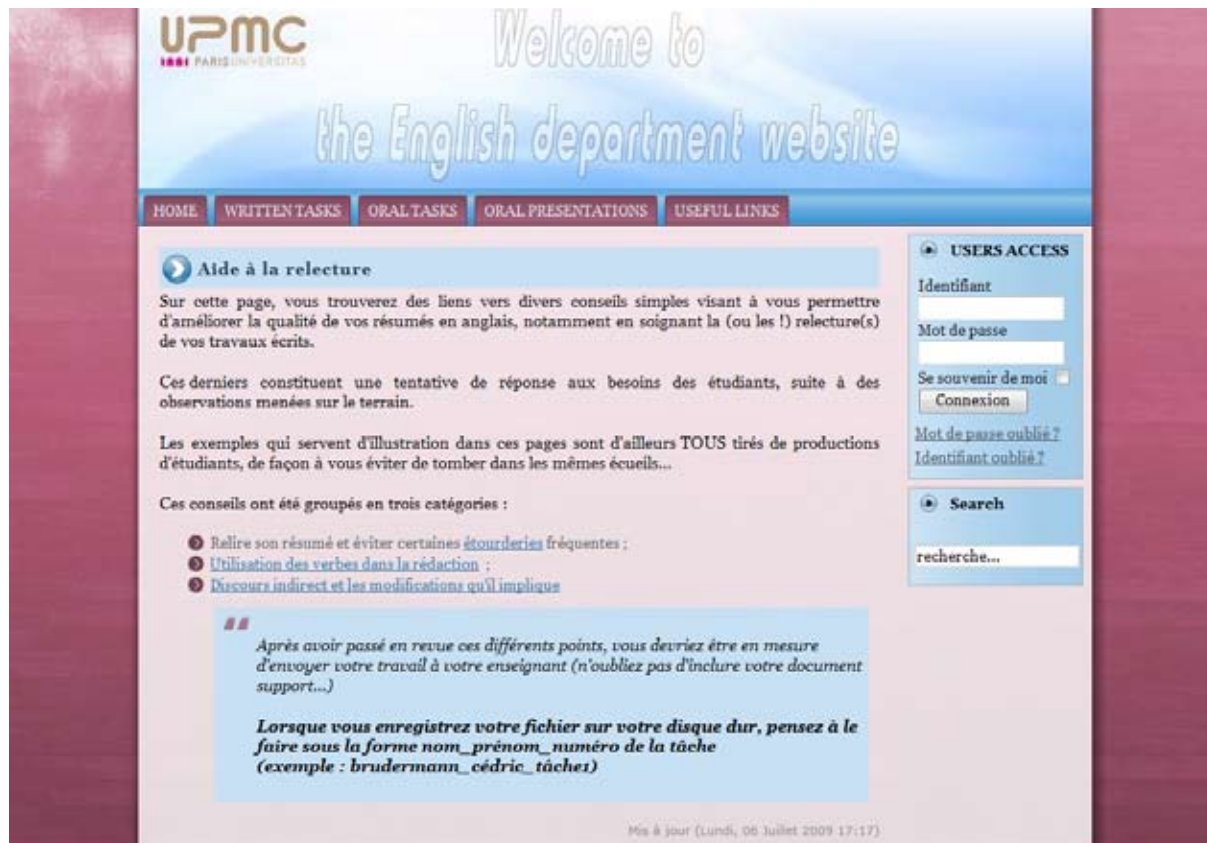 UPMC
PARISUNIVERSITAS
Welcome to
the English department website
HOME WRITTEN TASKS ORAL TASKS ORAL PRESENTATIONS USEFUL LINKS
Aide à la relecture
Sur cette page, vous trouverez des liens vers divers conseils simples visant à vous permettre
d'améliorer la qualité de vos résumés en anglais, notamment en soignant la (ou les !) relecture(s)
de vos travaux écrits.
Ces derniers constituent une tentative de réponse aux besoins des étudiants, suite à des
observations menées sur le terrain.
Les exemples qui servent d'illustration dans ces pages sont d'ailleurs TOUS tirés de productions
d'étudiants, de façon à vous éviter de tomber dans les mêmes écueils...
Ces conseils ont été groupés en trois catégories :
Relire son résumé et éviter certaines étourderies fréquentes ;
Utilisation des verbes dans la rédaction ;
Discours indirect et les modifications qu'il implique
Après avoir passé en revue ces différents points, vous devriez être en mesure
d'envoyer votre travail à votre enseignant (n'oubliez pas d'inclure votre document
support...)
Lorsque vous enregistrez votre fichier sur votre disque dur, pensez à le
faire sous la forme nom_prénom_numéro de la tâche
(exemple : brudermann_cédric_tâche1)
Mis à jour (Lundi, 06 Juillet 2009 17:17)
USERS ACCESS
Identifiant
Mot de passe
Se souvenir de moi
Connexion
Mot de passe oublié ?
Identifiant oublié ?
Search
recherche...